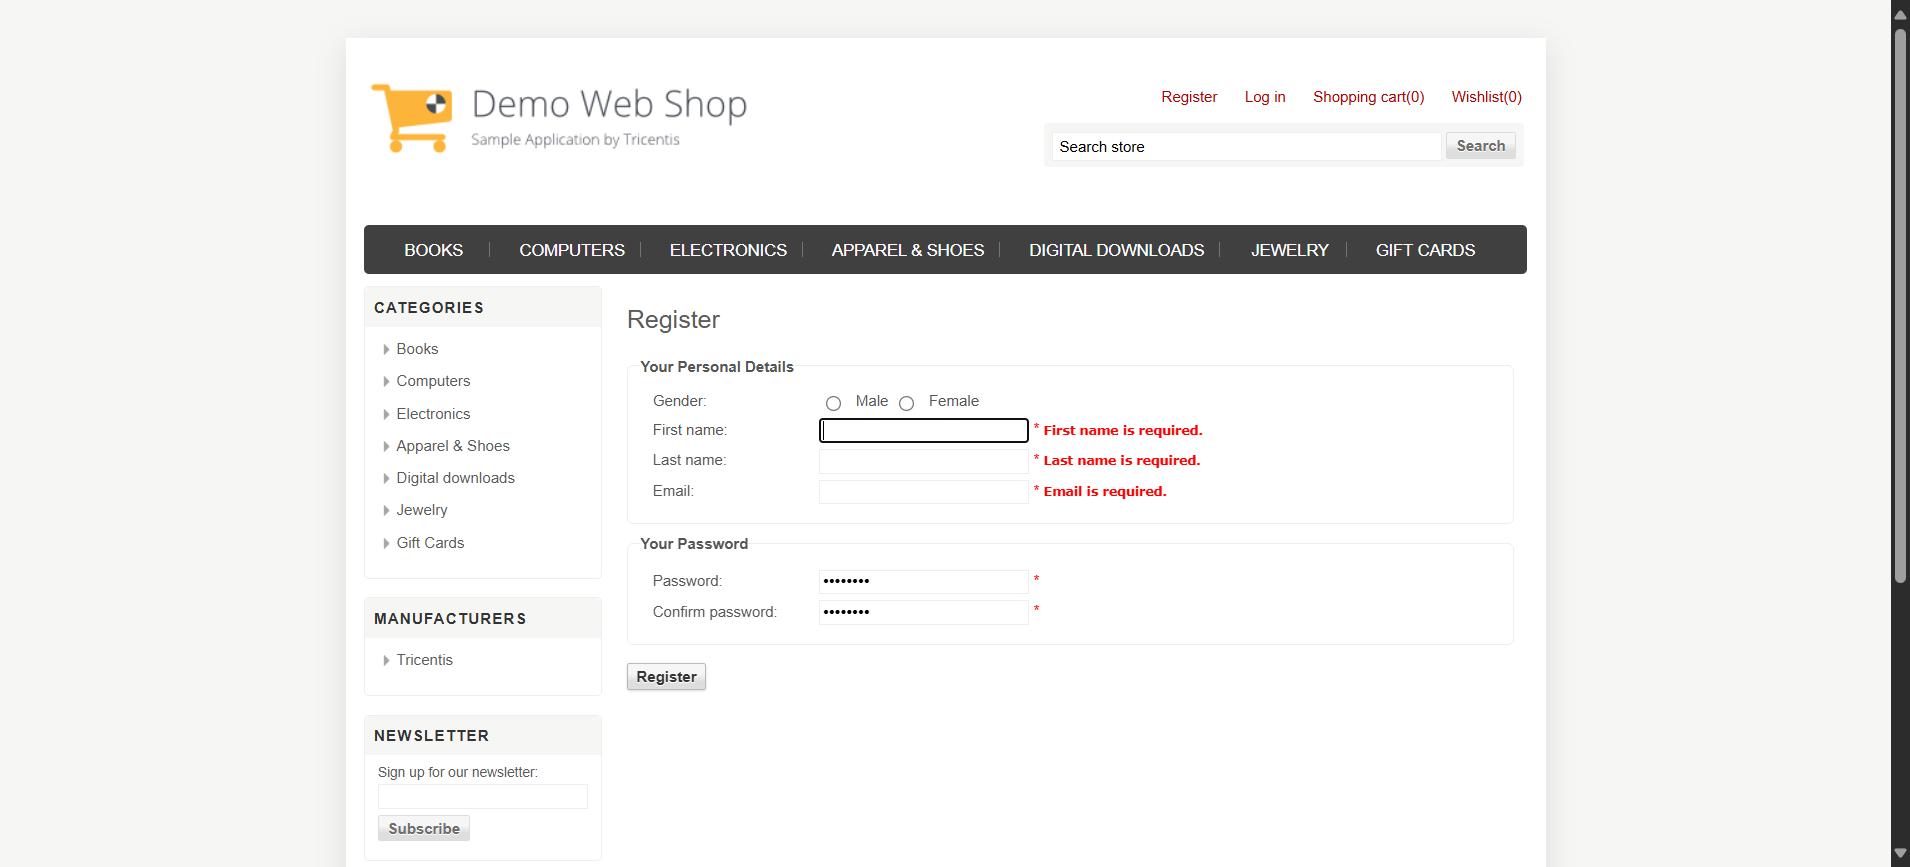 Demo Web Shop
Sample Application by Tricentis
Register Log in Shopping cart(0) Wishlist(0)
Search store Search
BOOKS COMPUTERS ELECTRONICS APPAREL & SHOES DIGITAL DOWNLOADS JEWELRY GIFT CARDS
CATEGORIES
Books
Computers
Electronics
Apparel & Shoes
Digital downloads
Jewelry
Gift Cards
MANUFACTURERS
Tricentis
NEWSLETTER
Sign up for our newsletter:
Subscribe
Register
Your Personal Details
Gender: Male Female
First name: * First name is required.
Last name: * Last name is required.
Email: * Email is required.
Your Password
Password: •••••••• *
Confirm password: •••••••• *
Register